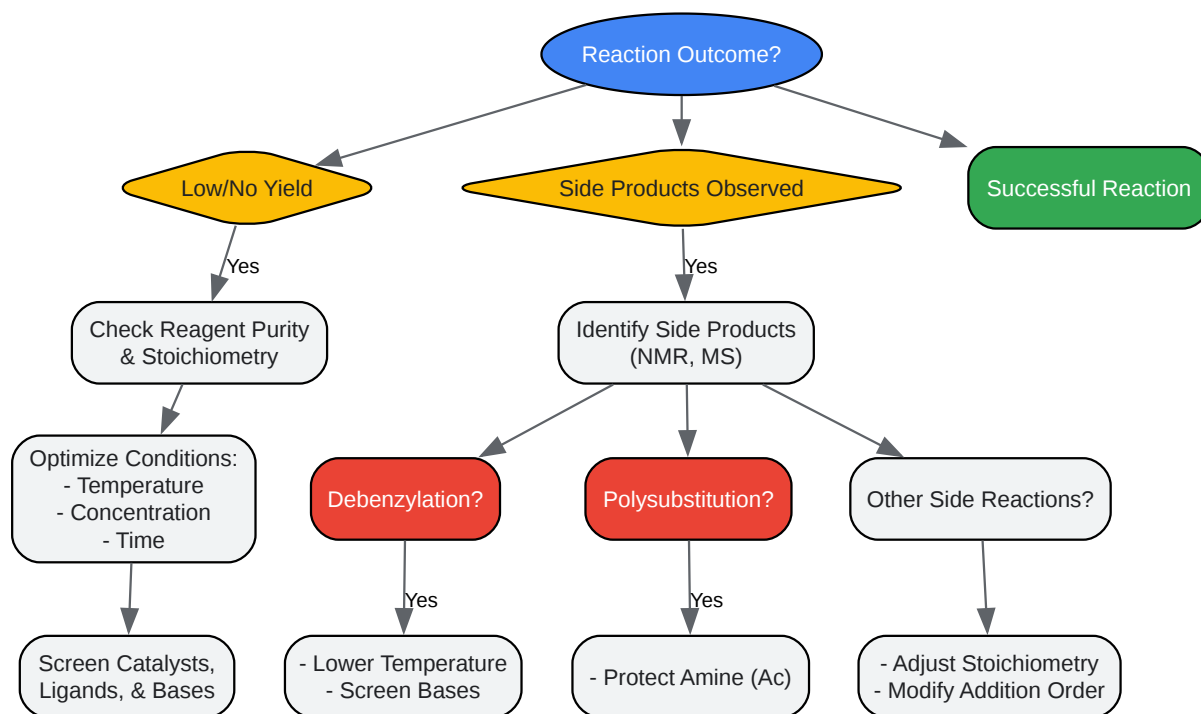 Reaction Outcome?
Low/No Yield
Side Products Observed
Successful Reaction
Yes
Yes
Check Reagent Purity
& Stoichiometry
Identify Side Products
(NMR, MS)
Optimize Conditions:
- Temperature
- Concentration
- Time
Debenzylation?
Polysubstitution?
Other Side Reactions?
Yes
Yes
Screen Catalysts,
Ligands, & Bases
- Lower Temperature
- Screen Bases
- Protect Amine (Ac)
- Adjust Stoichiometry
- Modify Addition Order